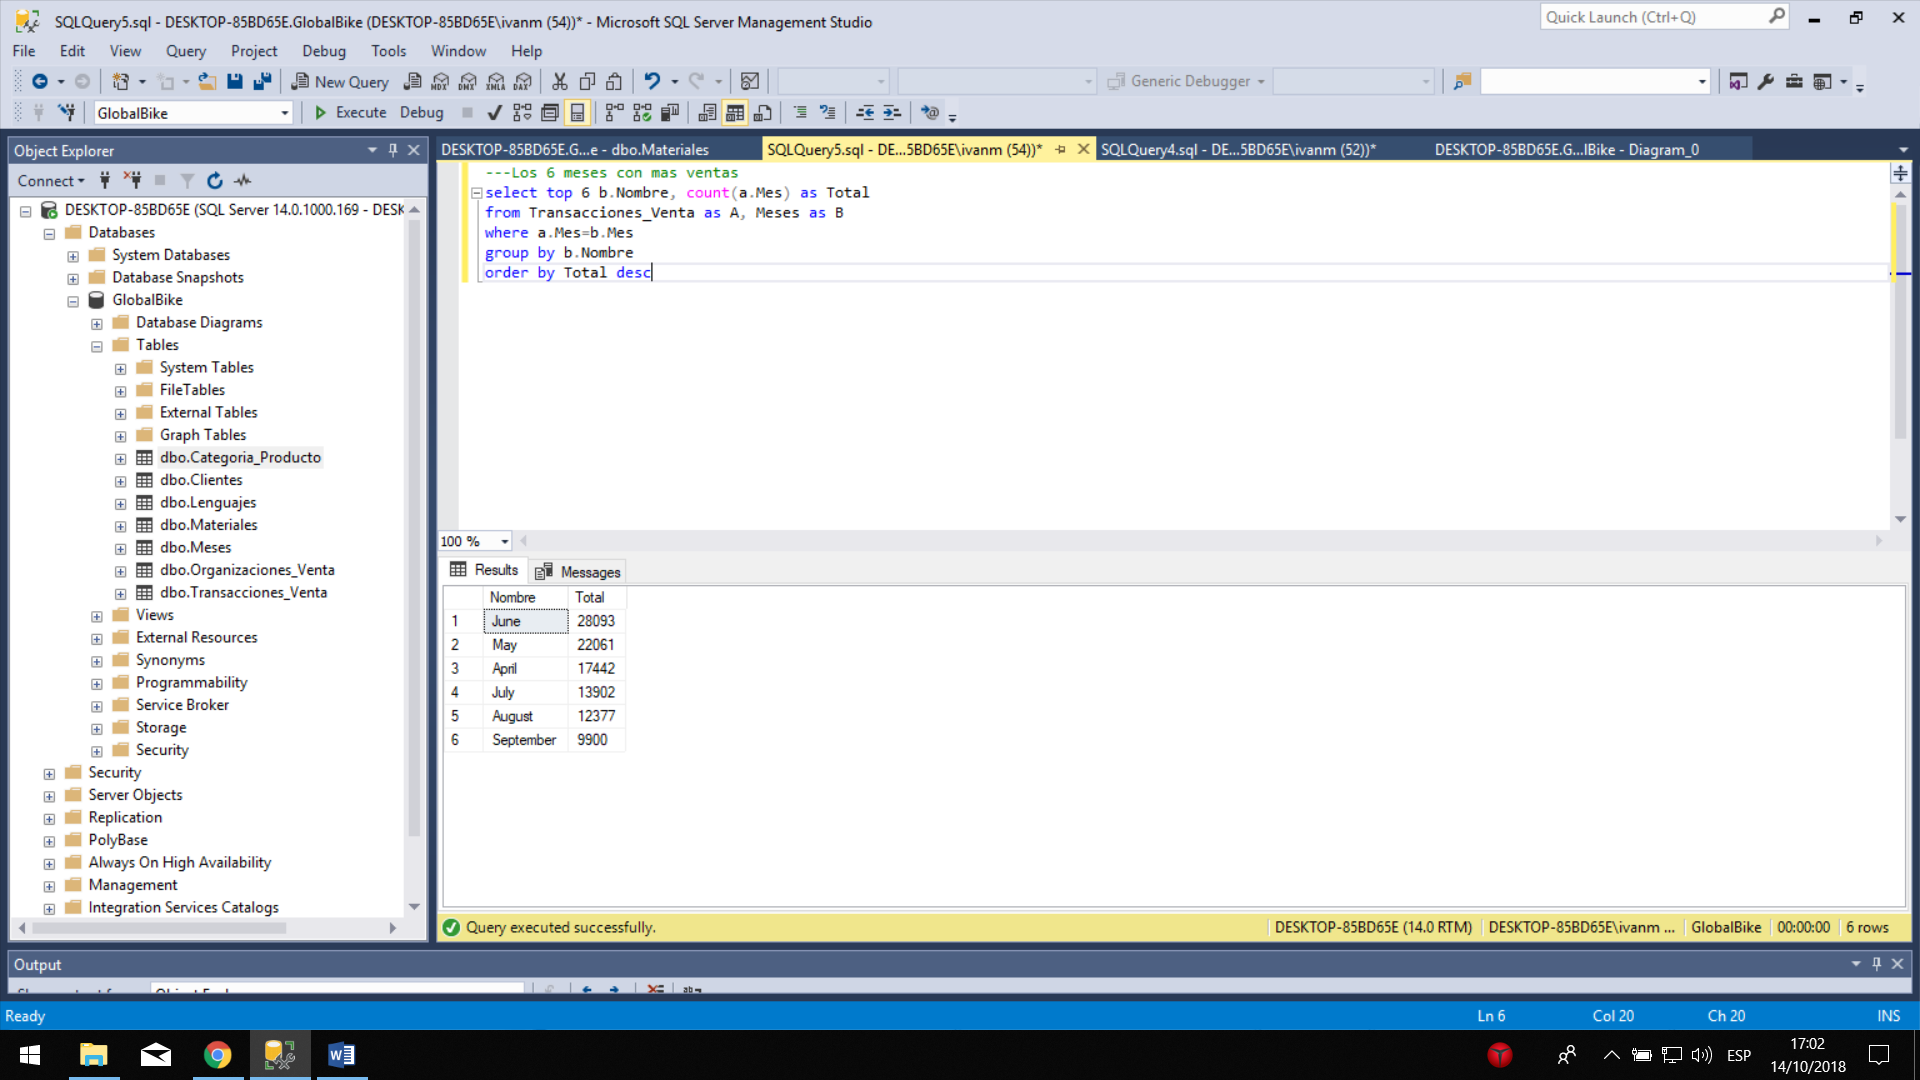 SQLQuery5.sql - DESKTOP-85BD65E.GlobalBike (DESKTOP-85BD65E\ivanm (54))* - Microsoft SQL Server Management Studio
Quick Launch (Ctrl+Q)
File Edit View Query Project Debug Tools Window Help
New Query MDX DMX XMLA DAX Generic Debugger
GlobalBike Execute Debug
Object Explorer
Connect
DESKTOP-85BD65E (SQL Server 14.0.1000.169 - DESK
Databases
System Databases
Database Snapshots
GlobalBike
Database Diagrams
Tables
System Tables
FileTables
External Tables
Graph Tables
dbo.Categoria_Producto
dbo.Clientes
dbo.Lenguajes
dbo.Materiales
dbo.Meses
dbo.Organizaciones_Venta
dbo.Transacciones_Venta
Views
External Resources
Synonyms
Programmability
Service Broker
Storage
Security
Security
Server Objects
Replication
PolyBase
Always On High Availability
Management
Integration Services Catalogs
DESKTOP-85BD65E.G...e - dbo.Materiales SQLQuery5.sql - DE...5BD65E\ivanm (54))* SQLQuery4.sql - DE...5BD65E\ivanm (52))* DESKTOP-85BD65E.G...lBike - Diagram_0
---Los 6 meses con mas ventas
select top 6 b.Nombre, count(a.Mes) as Total
from Transacciones_Venta as A, Meses as B
where a.Mes=b.Mes
group by b.Nombre
order by Total desc
100 %
Results Messages
Nombre Total
1 June 28093
2 May 22061
3 April 17442
4 July 13902
5 August 12377
6 September 9900
Query executed successfully. DESKTOP-85BD65E (14.0 RTM) DESKTOP-85BD65E\ivanm ... GlobalBike 00:00:00 6 rows
Output
Ready Ln 6 Col 20 Ch 20 INS
ESP
17:02
14/10/2018